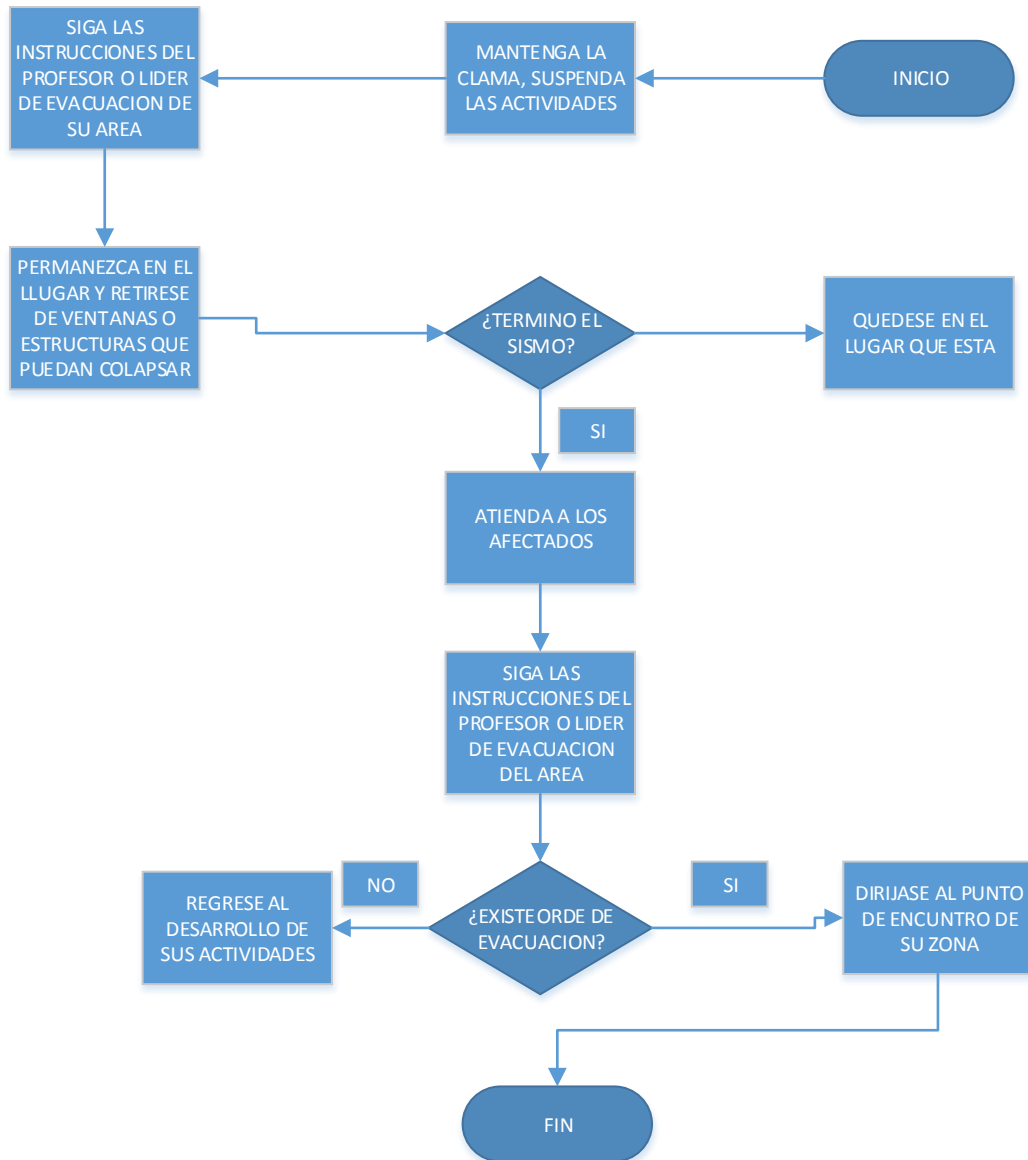 INICIO
MANTENGA LA
CLAMA, SUSPENDA
LAS ACTIVIDADES
SIGA LAS
INSTRUCCIONES DEL
PROFESOR O LIDER
DE EVACUACION DE
SU AREA
PERMANEZCA EN EL
LLUGAR Y RETIRESE
DE VENTANAS O
ESTRUCTURAS QUE
PUEDAN COLAPSAR
¿TERMINO EL
SISMO?
QUEDESE EN EL
LUGAR QUE ESTA
SI
ATIENDA A LOS
AFECTADOS
SIGA LAS
INSTRUCCIONES DEL
PROFESOR O LIDER
DE EVACUACION
DEL AREA
¿EXISTE ORDE DE
EVACUACION?
NO
REGRESE AL
DESARROLLO DE
SUS ACTIVIDADES
SI
DIRIJASE AL PUNTO
DE ENCUNTRO DE
SU ZONA
FIN